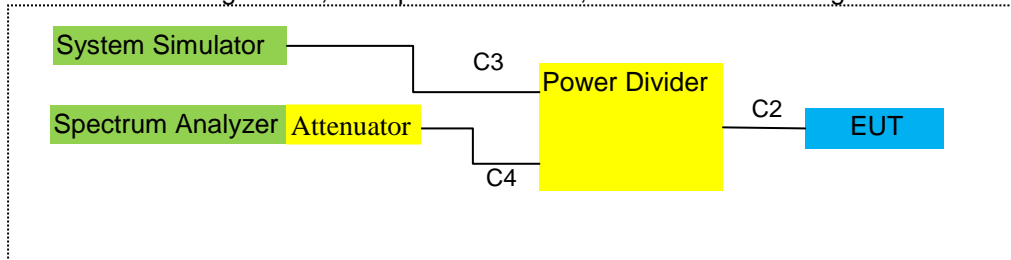 System Simulator
C3
Power Divider
Spectrum Analyzer Attenuator
C2
EUT
C4